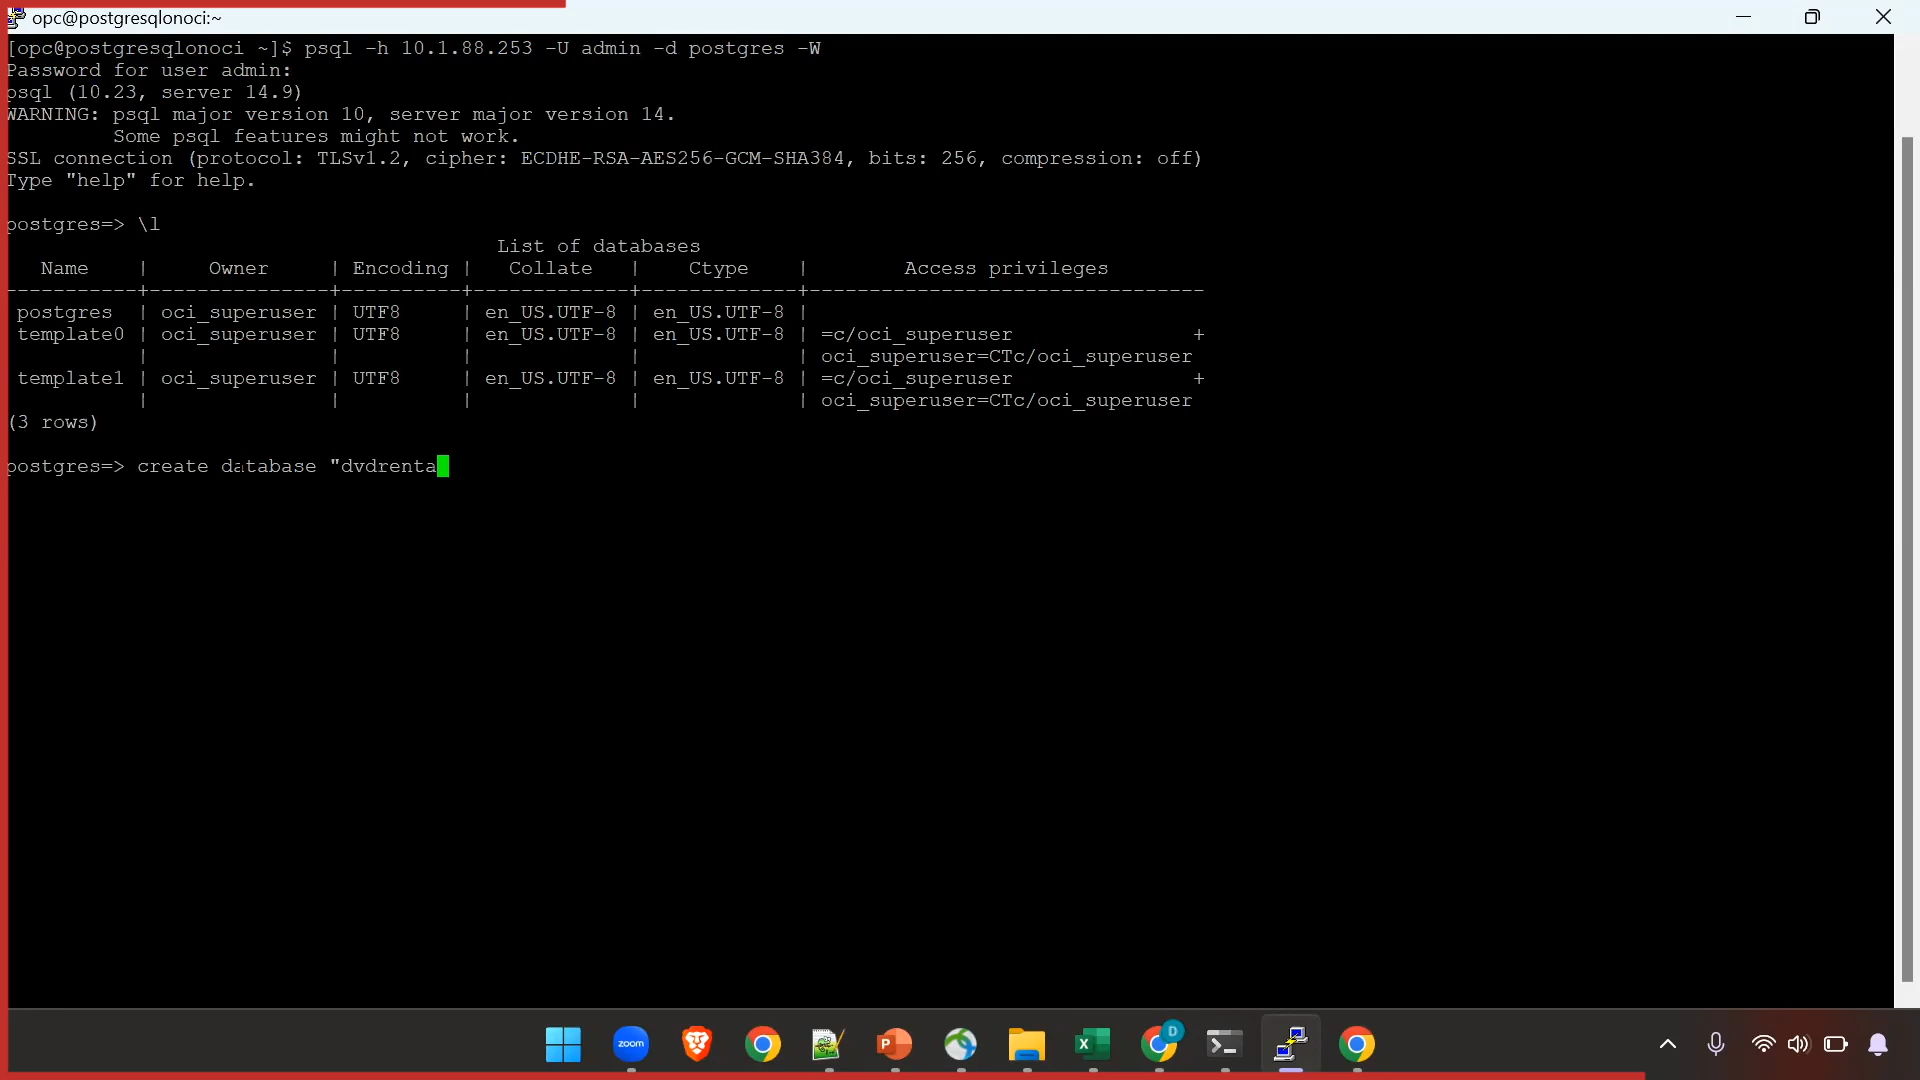 opc@postgresqlonoci:~
[opc@postgresqlonoci ~]$ psql -h 10.1.88.253 -U admin -d postgres -W
Password for user admin:
psql (10.23, server 14.9)
WARNING: psql major version 10, server major version 14.
         Some psql features might not work.
SSL connection (protocol: TLSv1.2, cipher: ECDHE-RSA-AES256-GCM-SHA384, bits: 256, compression: off)
Type "help" for help.
postgres=> \l
                                         List of databases
   Name    |     Owner     | Encoding |   Collate   |    Ctype    |        Access privileges
-----------+---------------+----------+-------------+-------------+---------------------------------
 postgres  | oci_superuser | UTF8     | en_US.UTF-8 | en_US.UTF-8 |
 template0 | oci_superuser | UTF8     | en_US.UTF-8 | en_US.UTF-8 | =c/oci_superuser               +
           |               |          |             |             | oci_superuser=CTc/oci_superuser
 template1 | oci_superuser | UTF8     | en_US.UTF-8 | en_US.UTF-8 | =c/oci_superuser               +
           |               |          |             |             | oci_superuser=CTc/oci_superuser
(3 rows)
postgres=> create database "dvdrenta
zoom
P
X
D